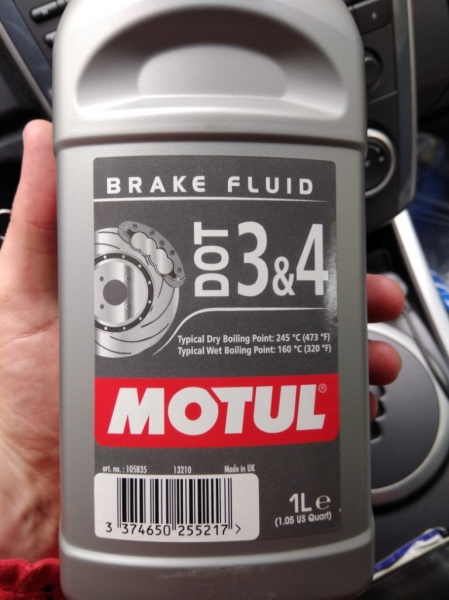 BRAKE FLUID
DOT 3&4
Typical Dry Boiling Point: 245 °C (473 °F)
Typical Wet Boiling Point: 160 °C (320 °F)
MOTUL®
art. no. : 105835 13210 Made in UK
3 374650 255217 >
1L e
(1.05 US Quart)